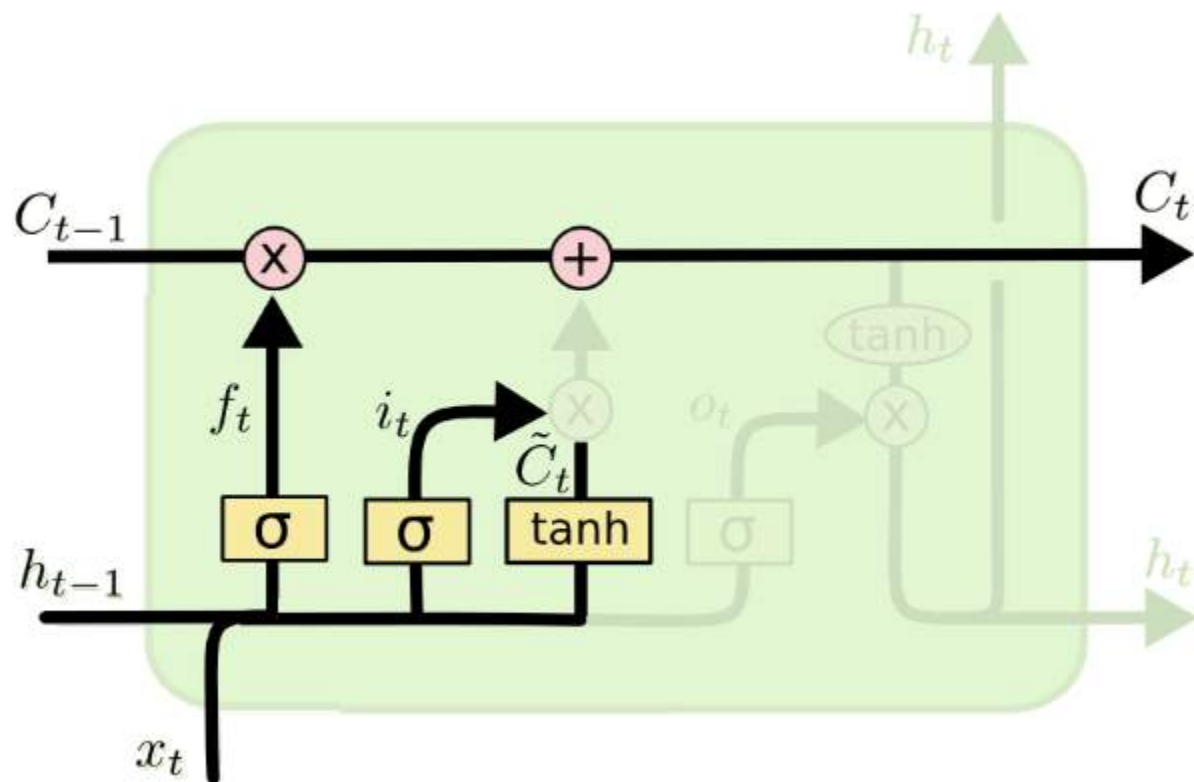 h_t
C_{t-1}
C_t
x
+
tanh
f_t
i_t
x
o_t
x
C̃_t
σ
σ
tanh
σ
h_{t-1}
h_t
x_t